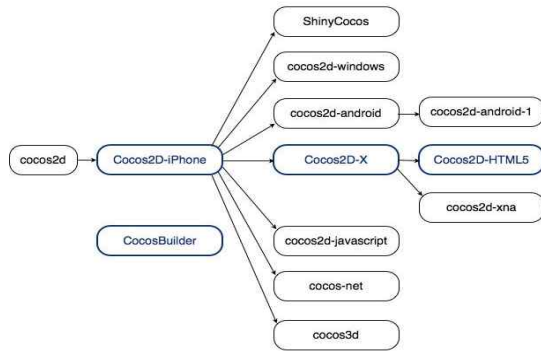 ShinyCocos
cocos2d-windows
cocos2d-android
cocos2d-android-1
cocos2d
Cocos2D-iPhone
Cocos2D-X
Cocos2D-HTML5
cocos2d-xna
CocosBuilder
cocos2d-javascript
cocos-net
cocos3d